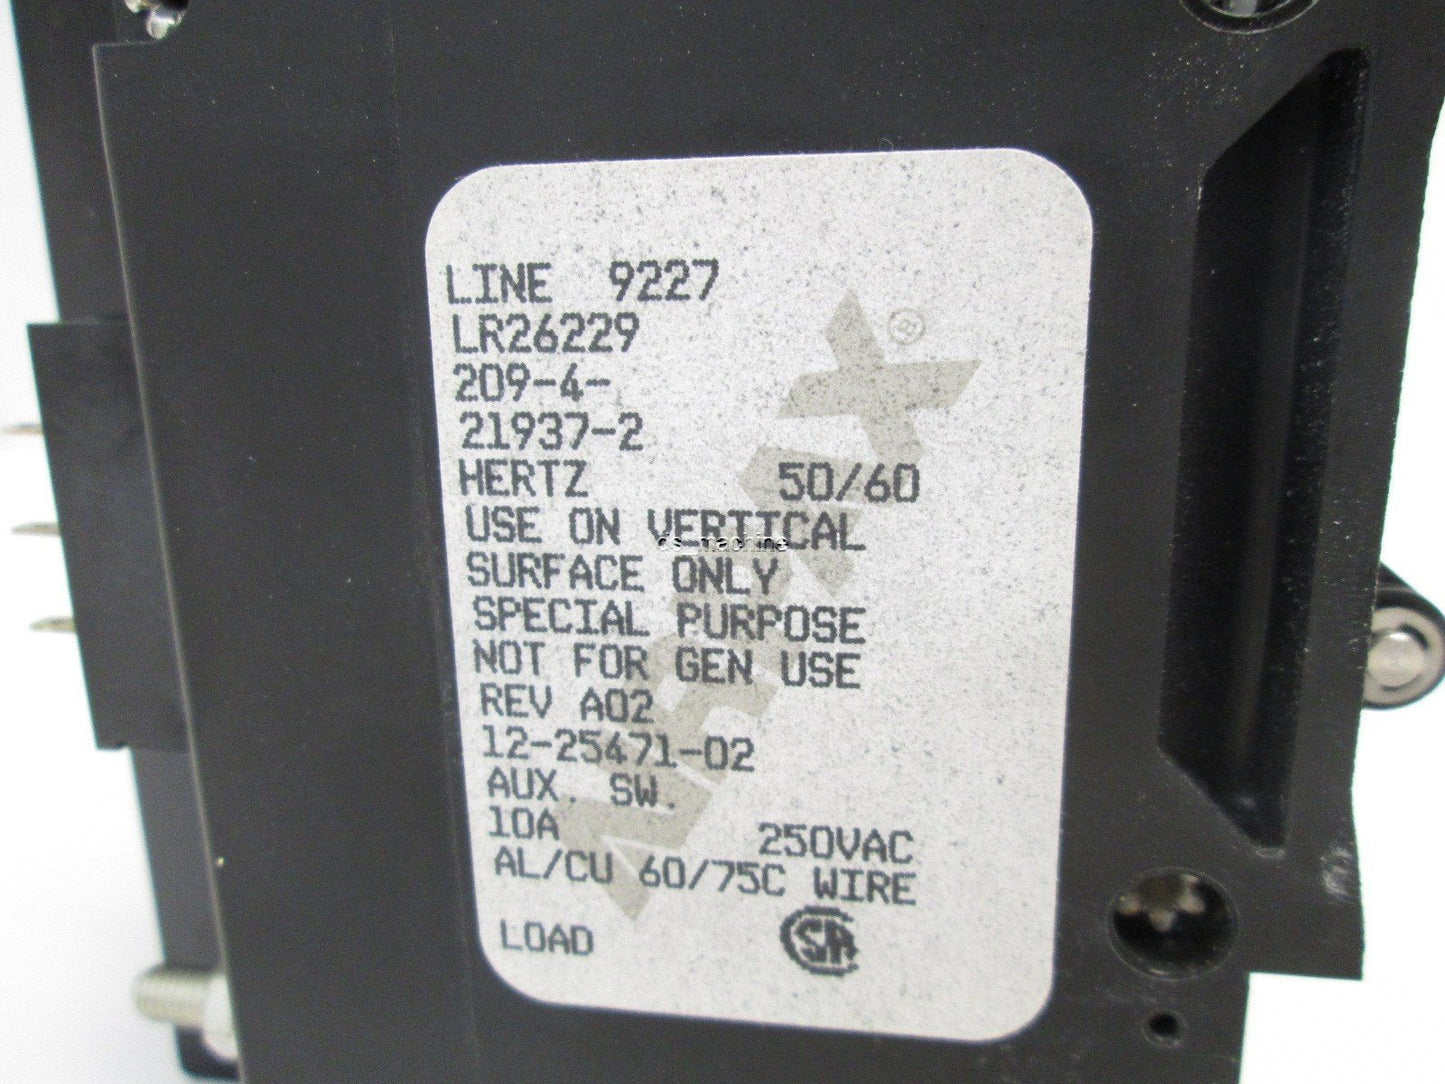 LINE 9227
LR26229
209-4-
21937-2
HERTZ 50/60
USE ON VERTICAL
ds_machine
SURFACE ONLY
SPECIAL PURPOSE
NOT FOR GEN USE
REV A02
12-25471-02
AUX. SW.
10A 250VAC
AL/CU 60/75C WIRE
LOAD
AIRPAX ®